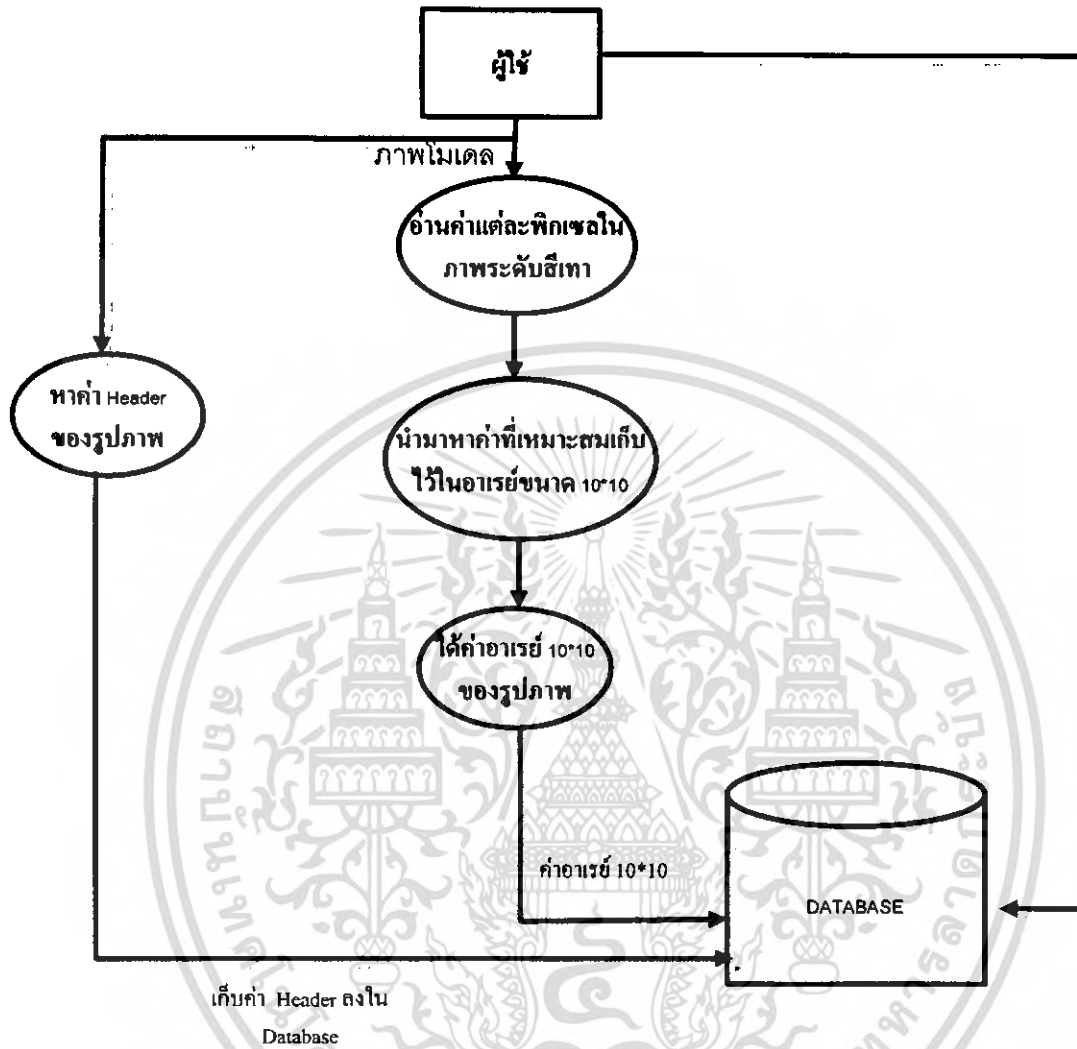 ผู้ใช้
ภาพโมเดล
อ่านค่าแต่ละพิกเซลใน
ภาพระดับสีเทา
หาค่า Header
ของรูปภาพ
นำมาหาค่าที่เหมาะสมเก็บ
ไว้ในอาเรย์ขนาด 10*10
ได้ค่าอาเรย์ 10*10
ของรูปภาพ
ค่าอาเรย์ 10*10
DATABASE
เก็บค่า Header ลงใน
Database